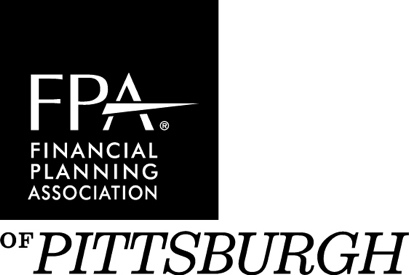 FPA®
FINANCIAL
PLANNING
ASSOCIATION
OF PITTSBURGH